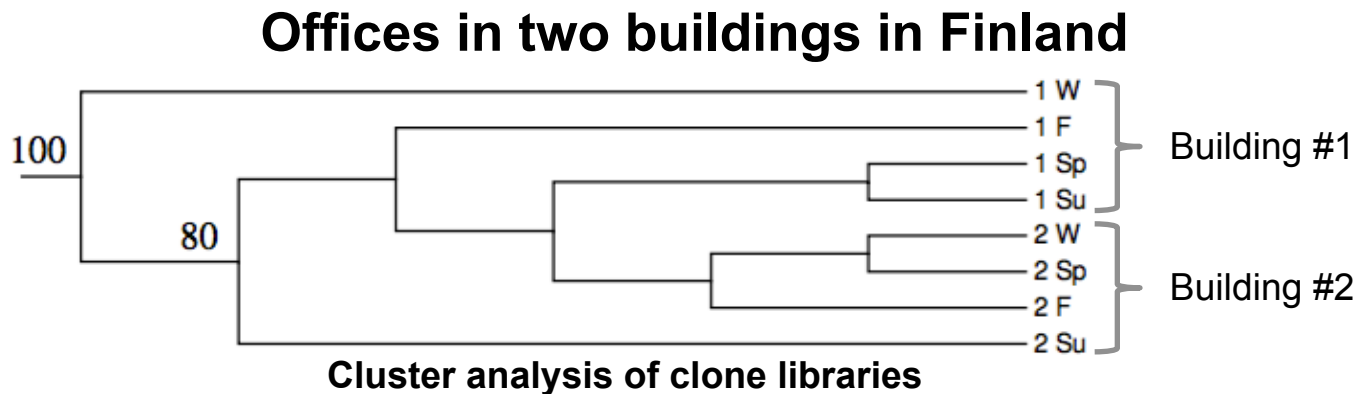 Offices in two buildings in Finland
1 W
1 F
100
Building #1
1 Sp
1 Su
80
2 W
2 Sp
Building #2
2 F
2 Su
Cluster analysis of clone libraries